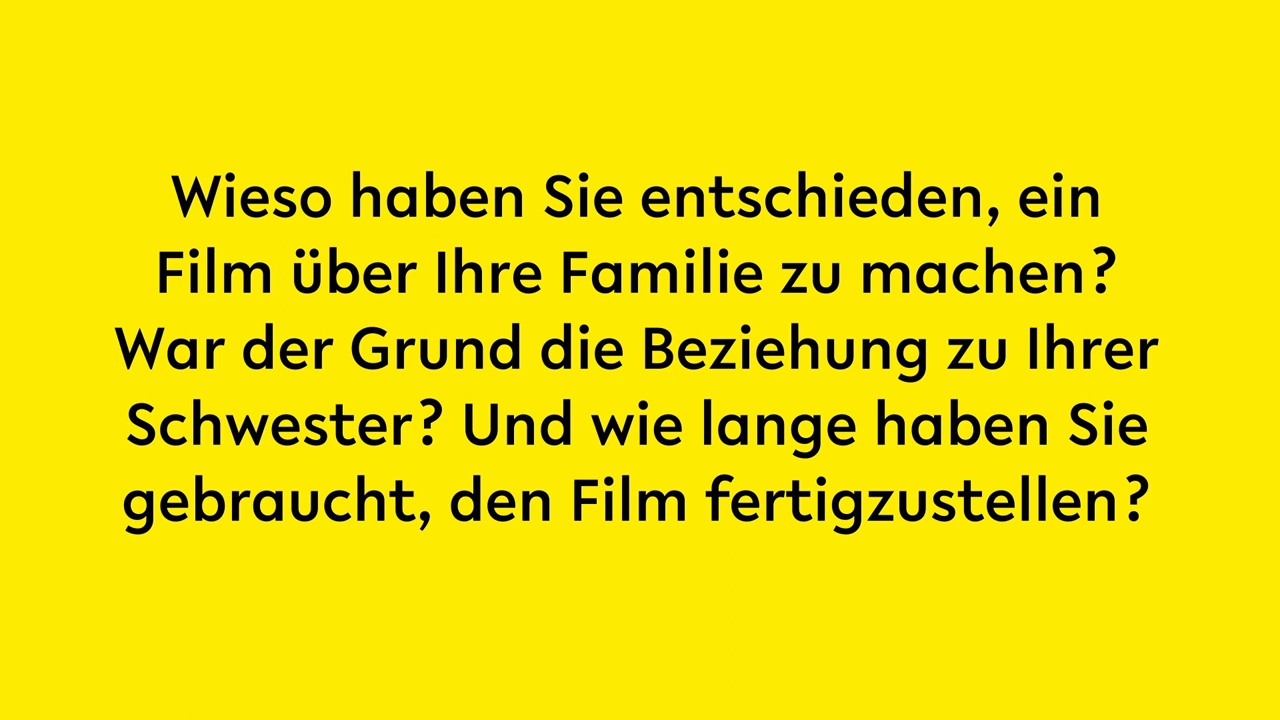 Wieso haben Sie entschieden, ein
Film über Ihre Familie zu machen?
War der Grund die Beziehung zu Ihrer
Schwester? Und wie lange haben Sie
gebraucht, den Film fertigzustellen?